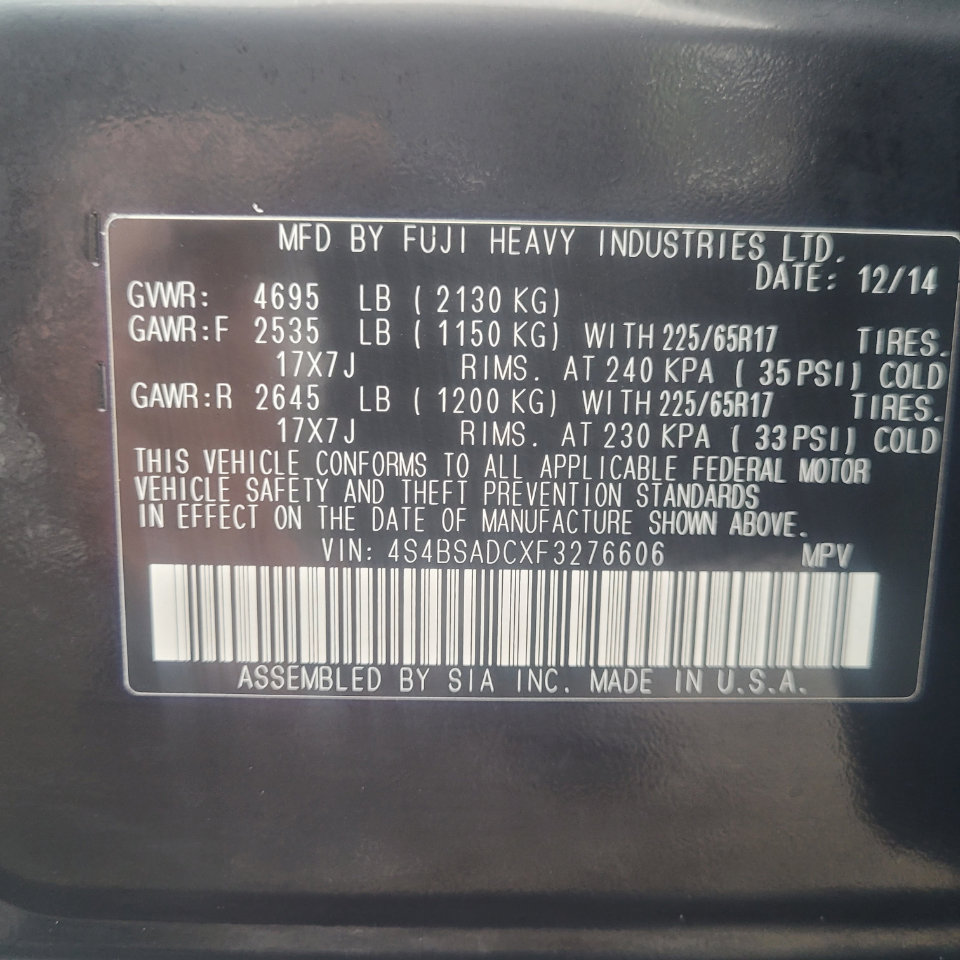 MFD BY FUJI HEAVY INDUSTRIES LTD.
DATE: 12/14
GVWR: 4695 LB ( 2130 KG)
GAWR:F 2535 LB ( 1150 KG) WITH 225/65R17 TIRES.
17X7J RIMS. AT 240 KPA ( 35 PSI) COLD
GAWR:R 2645 LB ( 1200 KG) WITH 225/65R17 TIRES.
17X7J RIMS. AT 230 KPA ( 33 PSI) COLD
THIS VEHICLE CONFORMS TO ALL APPLICABLE FEDERAL MOTOR
VEHICLE SAFETY AND THEFT PREVENTION STANDARDS
IN EFFECT ON THE DATE OF MANUFACTURE SHOWN ABOVE.
VIN: 4S4BSADCXF3276606 MPV
ASSEMBLED BY SIA INC. MADE IN U.S.A.